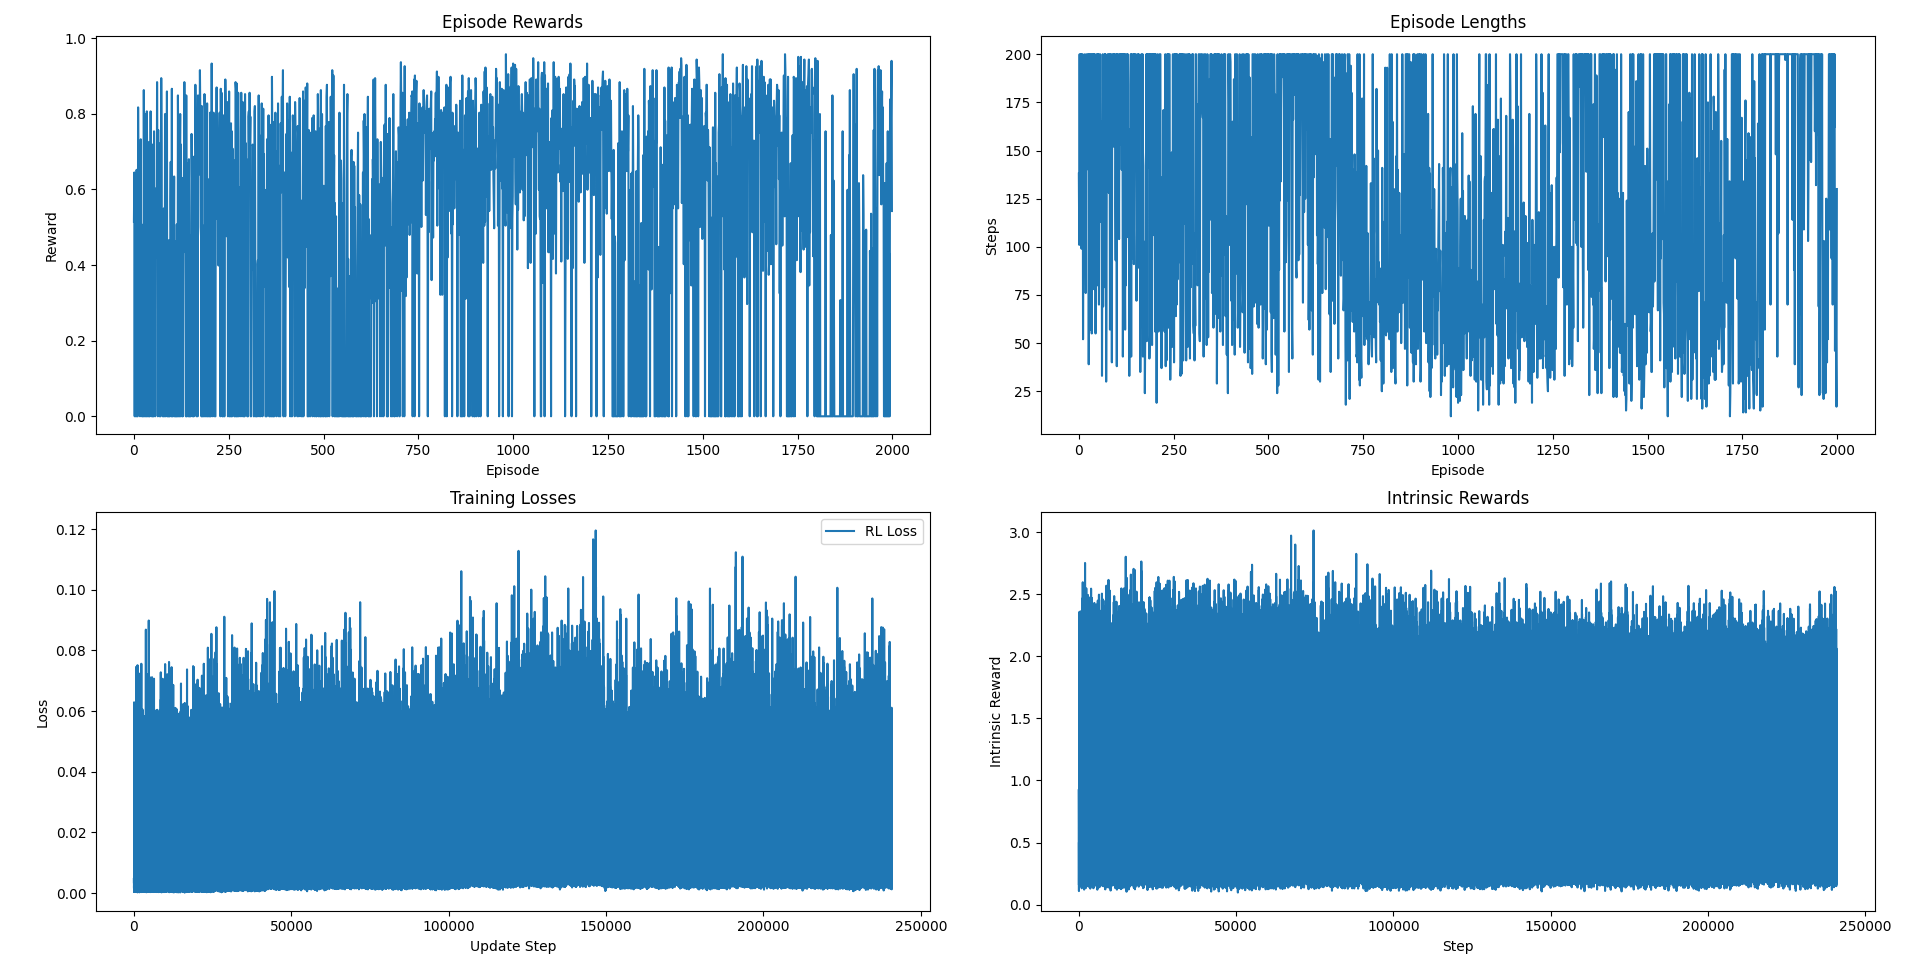 Episode Rewards
1.0
0.8
0.6
0.4
0.2
0.0
Reward
0 250 500 750 1000 1250 1500 1750 2000
Episode
Episode Lengths
200
175
150
125
100
75
50
25
Steps
0 250 500 750 1000 1250 1500 1750 2000
Episode
Training Losses
RL Loss
0.12
0.10
0.08
0.06
0.04
0.02
0.00
Loss
0 50000 100000 150000 200000 250000
Update Step
Intrinsic Rewards
3.0
2.5
2.0
1.5
1.0
0.5
0.0
Intrinsic Reward
0 50000 100000 150000 200000 250000
Step